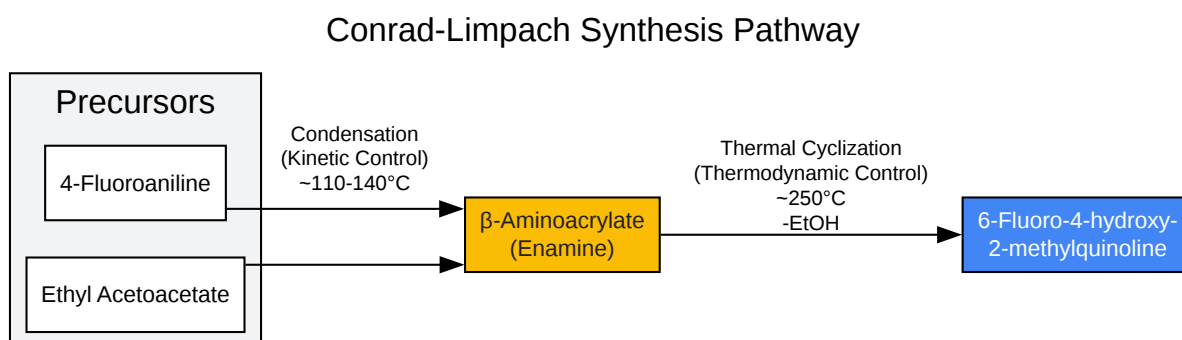 Conrad-Limpach Synthesis Pathway
Precursors
4-Fluoroaniline
Ethyl Acetoacetate
Condensation
(Kinetic Control)
~110-140°C
β-Aminoacrylate
(Enamine)
Thermal Cyclization
(Thermodynamic Control)
~250°C
-EtOH
6-Fluoro-4-hydroxy-
2-methylquinoline